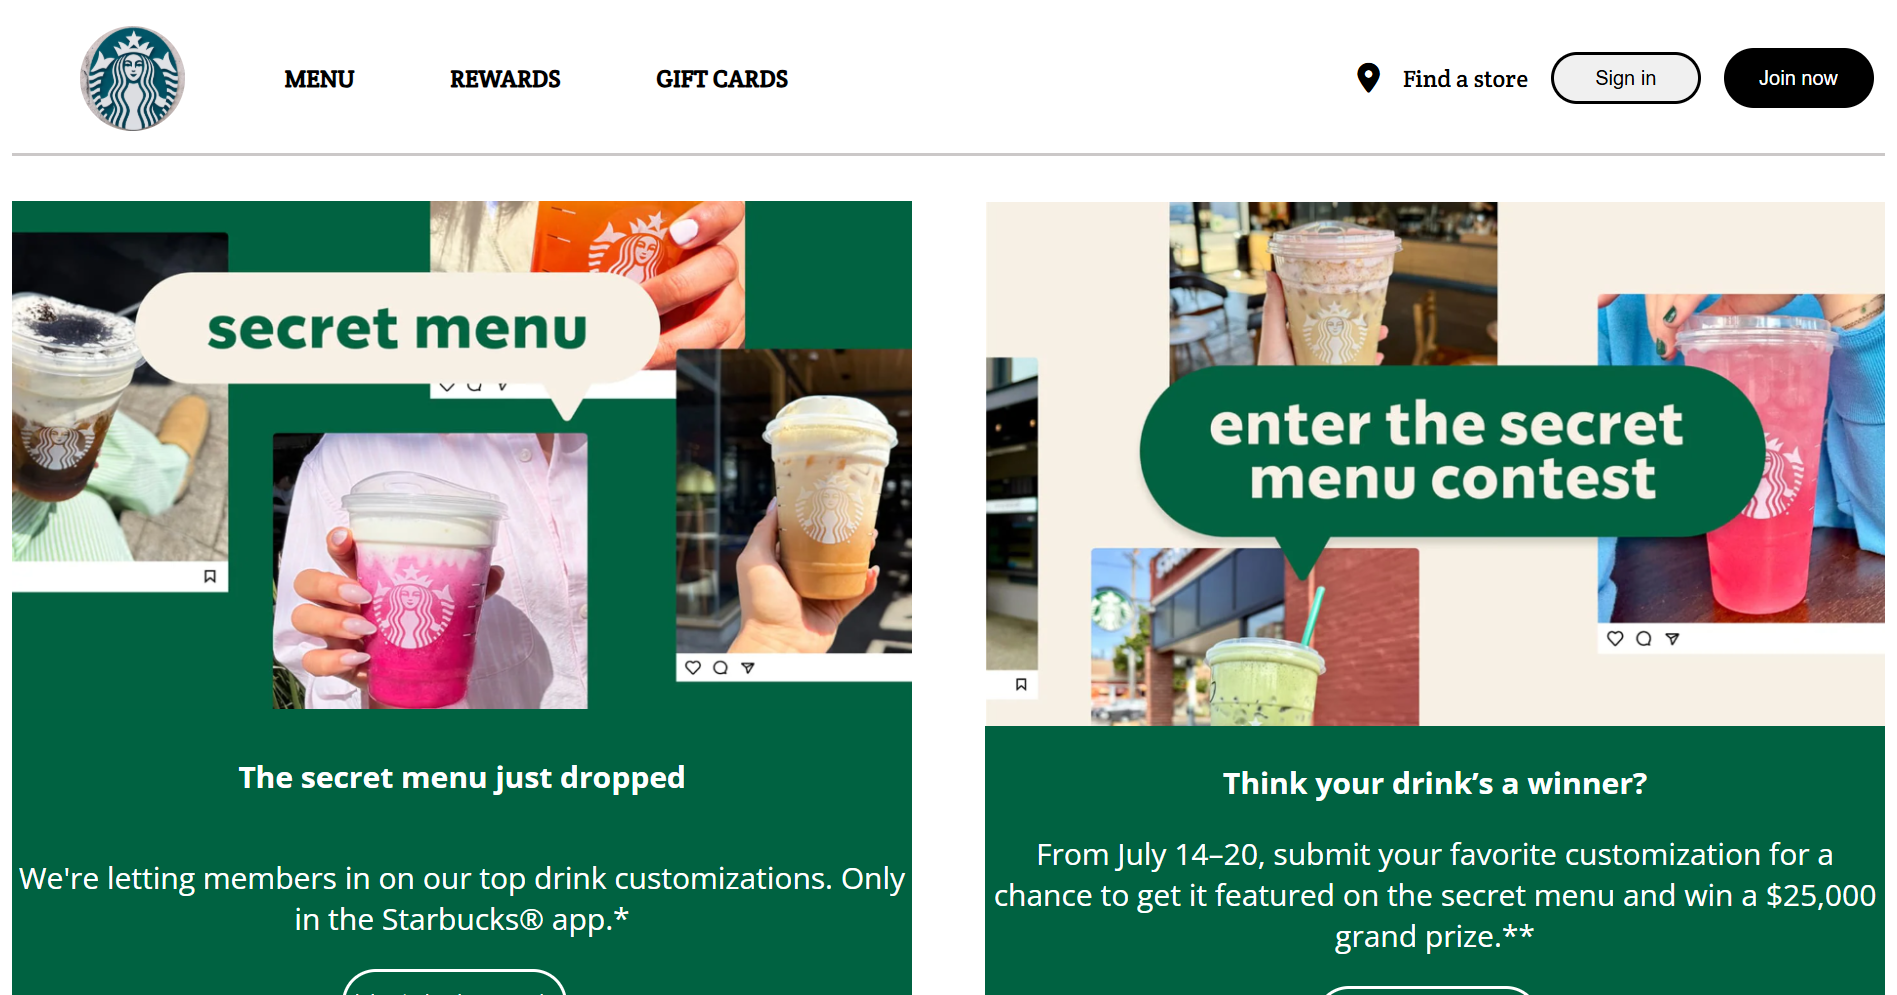 MENU
REWARDS
GIFT CARDS
Find a store
Sign in
Join now
secret menu
The secret menu just dropped
We're letting members in on our top drink customizations. Only
in the Starbucks® app.*
enter the secret
menu contest
Think your drink’s a winner?
From July 14–20, submit your favorite customization for a
chance to get it featured on the secret menu and win a $25,000
grand prize.**